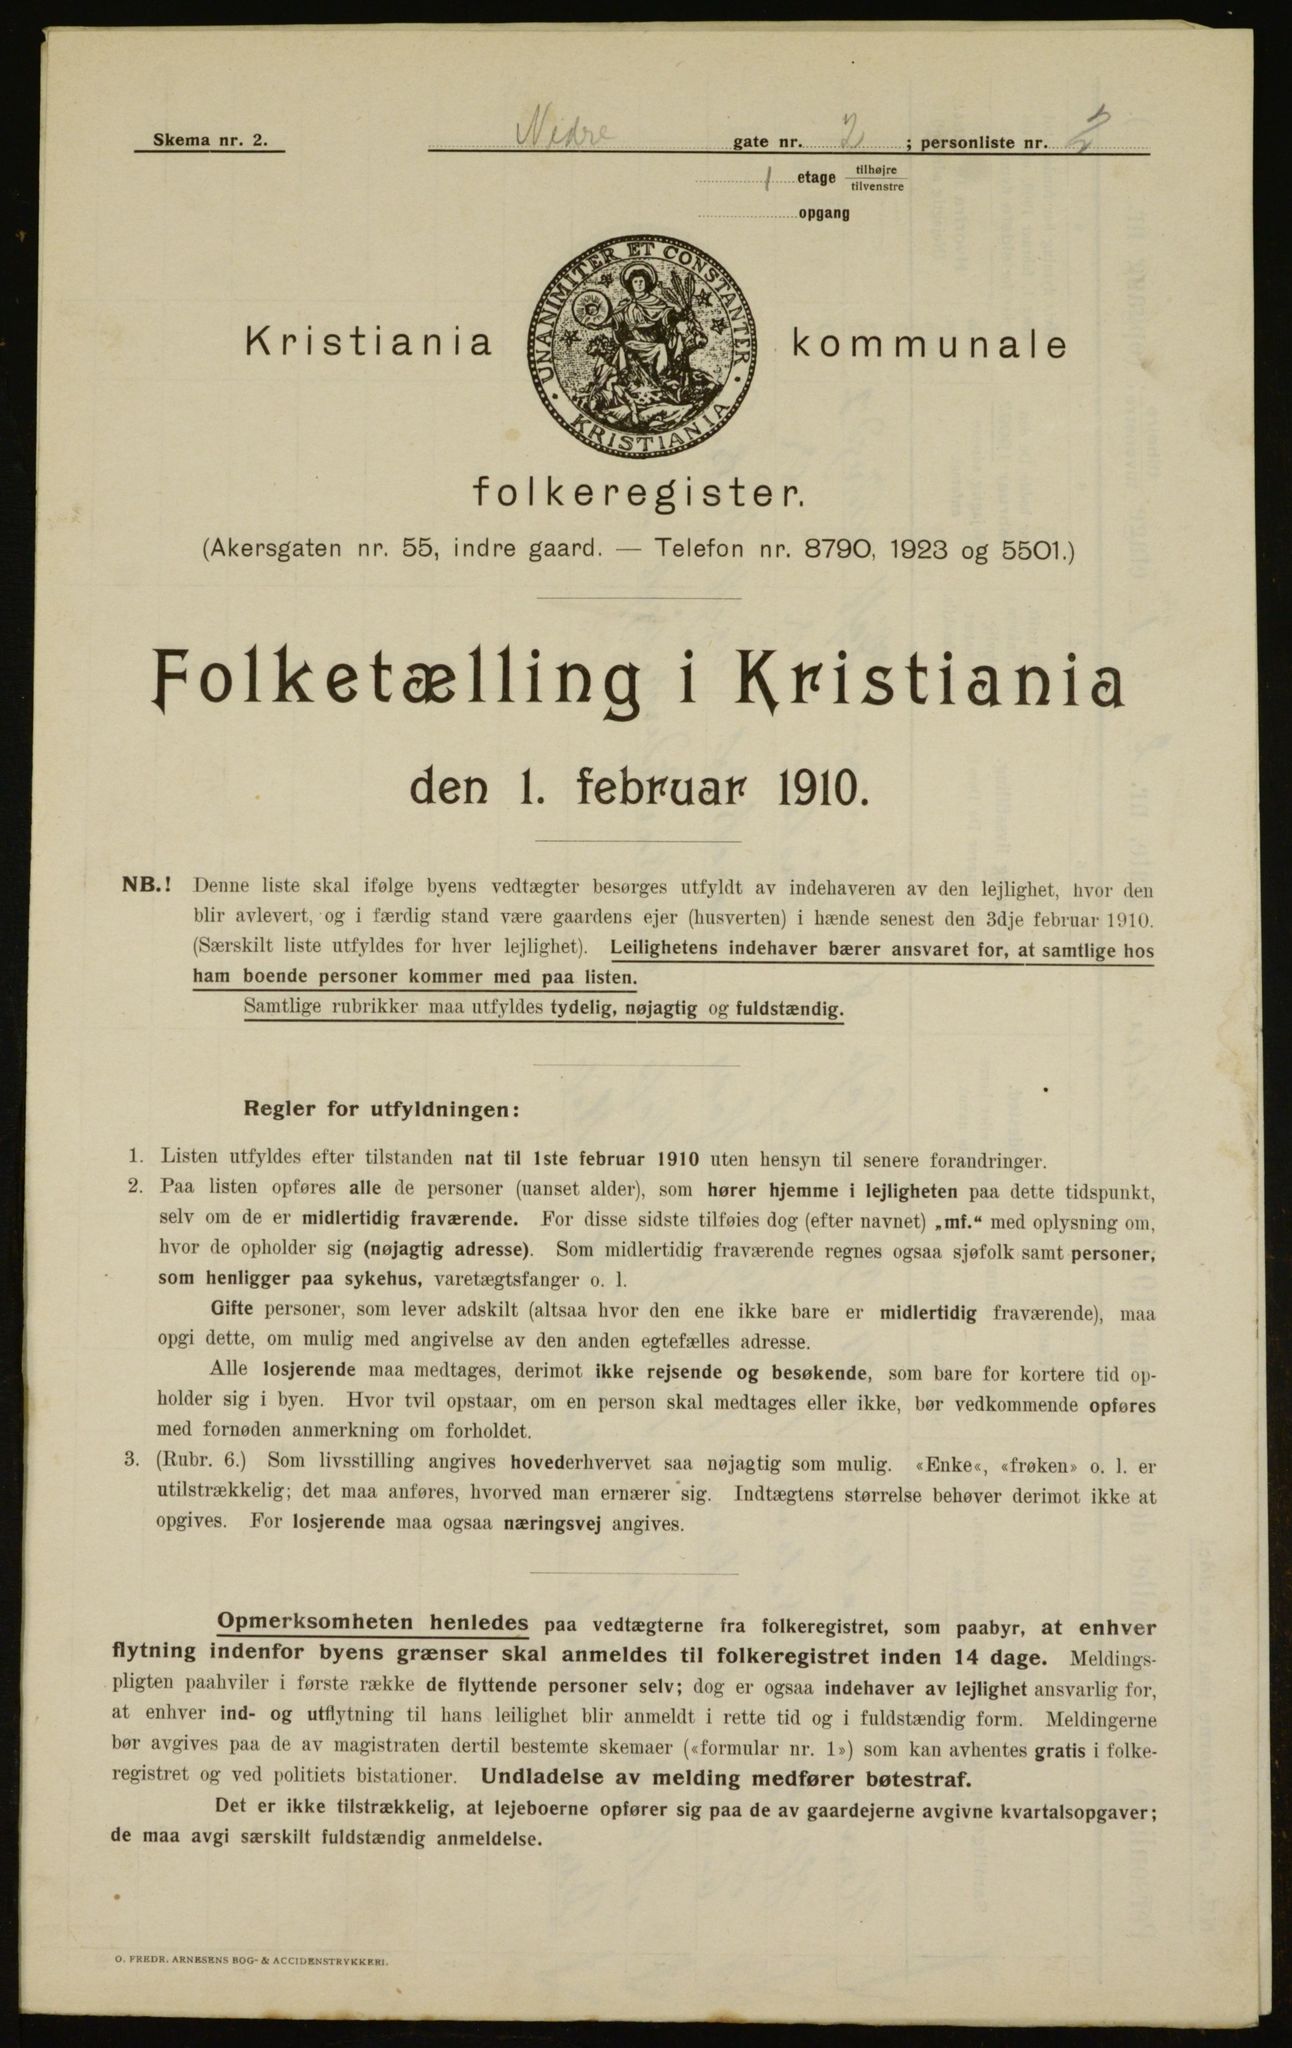 Skema nr. 2.
Nedre gate nr. 2 ; personliste nr. 2
1 etage tilhøjre
tilvenstre
opgang
UNANIMITER ET CONSTANTER
KRISTIANIA
Kristiania kommunale
folkeregister.
(Akersgaten nr. 55, indre gaard. — Telefon nr. 8790, 1923 og 5501.)
Folketælling i Kristiania
den 1. februar 1910.
NB.! Denne liste skal ifølge byens vedtægter besørges utfyldt av indehaveren av den lejlighet, hvor den
blir avlevert, og i færdig stand være gaardens ejer (husverten) i hænde senest den 3dje februar 1910.
(Særskilt liste utfyldes for hver lejlighet). Leilighetens indehaver bærer ansvaret for, at samtlige hos
ham boende personer kommer med paa listen.
Samtlige rubrikker maa utfyldes tydelig, nøjagtig og fuldstændig.
Regler for utfyldningen:
1. Listen utfyldes efter tilstanden nat til 1ste februar 1910 uten hensyn til senere forandringer.
2. Paa listen opføres alle de personer (uanset alder), som hører hjemme i lejligheten paa dette tidspunkt,
selv om de er midlertidig fraværende. For disse sidste tilføies dog (efter navnet) „mf.“ med oplysning om,
hvor de opholder sig (nøjagtig adresse). Som midlertidig fraværende regnes ogsaa sjøfolk samt personer,
som henligger paa sykehus, varetægtsfanger o. l.
Gifte personer, som lever adskilt (altsaa hvor den ene ikke bare er midlertidig fraværende), maa
opgi dette, om mulig med angivelse av den anden egtefælles adresse.
Alle losjerende maa medtages, derimot ikke rejsende og besøkende, som bare for kortere tid op-
holder sig i byen. Hvor tvil opstaar, om en person skal medtages eller ikke, bør vedkommende opføres
med fornøden anmerkning om forholdet.
3. (Rubr. 6.) Som livsstilling angives hovederhvervet saa nøjagtig som mulig. «Enke«, «frøken» o. l. er
utilstrækkelig; det maa anføres, hvorved man ernærer sig. Indtægtens størrelse behøver derimot ikke at
opgives. For losjerende maa ogsaa næringsvej angives.
Opmerksomheten henledes paa vedtægterne fra folkeregistret, som paabyr, at enhver
flytning indenfor byens grænser skal anmeldes til folkeregistret inden 14 dage. Meldings-
pligten paahviler i første række de flyttende personer selv; dog er ogsaa indehaver av lejlighet ansvarlig for,
at enhver ind- og utflytning til hans leilighet blir anmeldt i rette tid og i fuldstændig form. Meldingerne
bør avgives paa de av magistraten dertil bestemte skemaer («formular nr. 1») som kan avhentes gratis i folke-
registret og ved politiets bistationer. Undladelse av melding medfører bøtestraf.
Det er ikke tilstrækkelig, at lejeboerne opfører sig paa de av gaardejerne avgivne kvartalsopgaver;
de maa avgi særskilt fuldstændig anmeldelse.
O. FREDR. ARNESENS BOG- & ACCIDENSTRYKKERI.